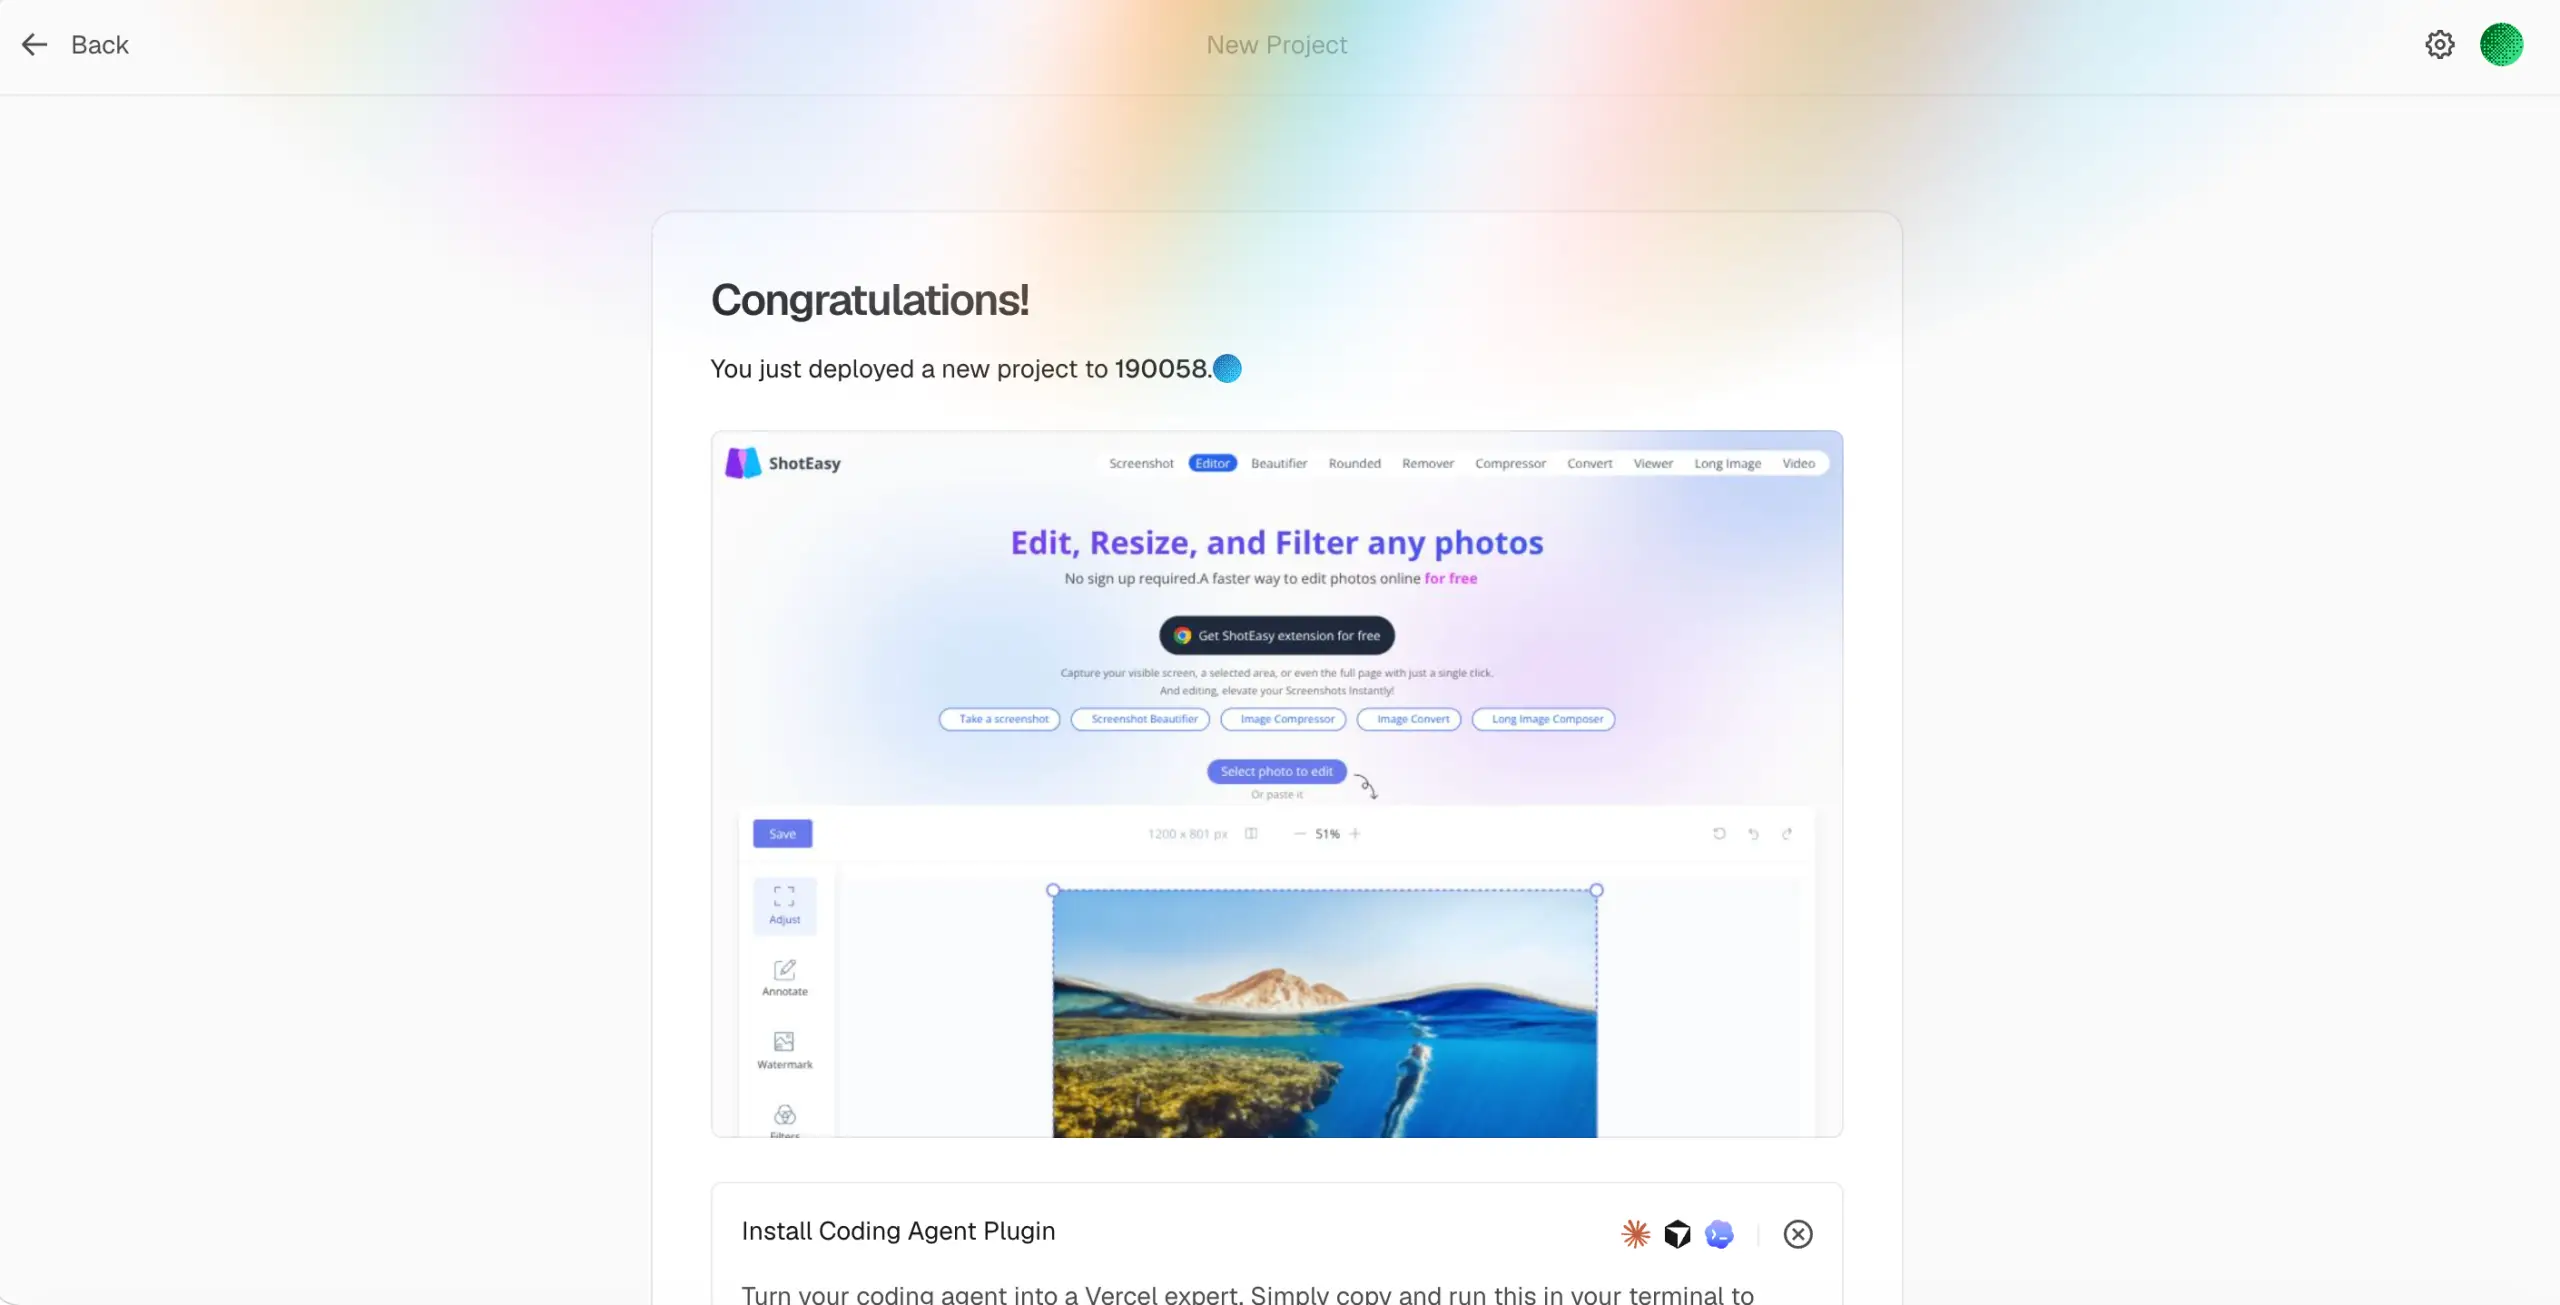 Back
New Project
Congratulations!
You just deployed a new project to 190058.
ShotEasy
Screenshot Editor Beautifier Rounded Remover Compressor Convert Viewer Long Image Video
Edit, Resize, and Filter any photos
No sign up required.A faster way to edit photos online for free
Get ShotEasy extension for free
Capture your visible screen, a selected area, or even the full page with just a single click.
And editing, elevate your Screenshots Instantly!
Take a screenshot Screenshot Beautifier Image Compressor Image Convert Long Image Composer
Select photo to edit
Or paste it
Save 1200 x 801 px 51%
Adjust
Annotate
Watermark
Filters
Install Coding Agent Plugin
Turn your coding agent into a Vercel expert. Simply copy and run this in your terminal to